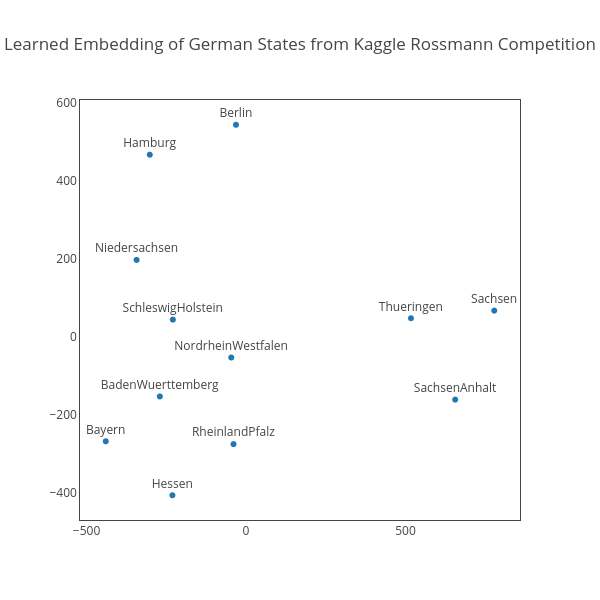 Learned Embedding of German States from Kaggle Rossmann Competition
600
Berlin
Hamburg
400
Niedersachsen
200
Sachsen
SchleswigHolstein
Thueringen
0
NordrheinWestfalen
BadenWuerttemberg
SachsenAnhalt
−200
Bayern
RheinlandPfalz
Hessen
−400
−500
0
500